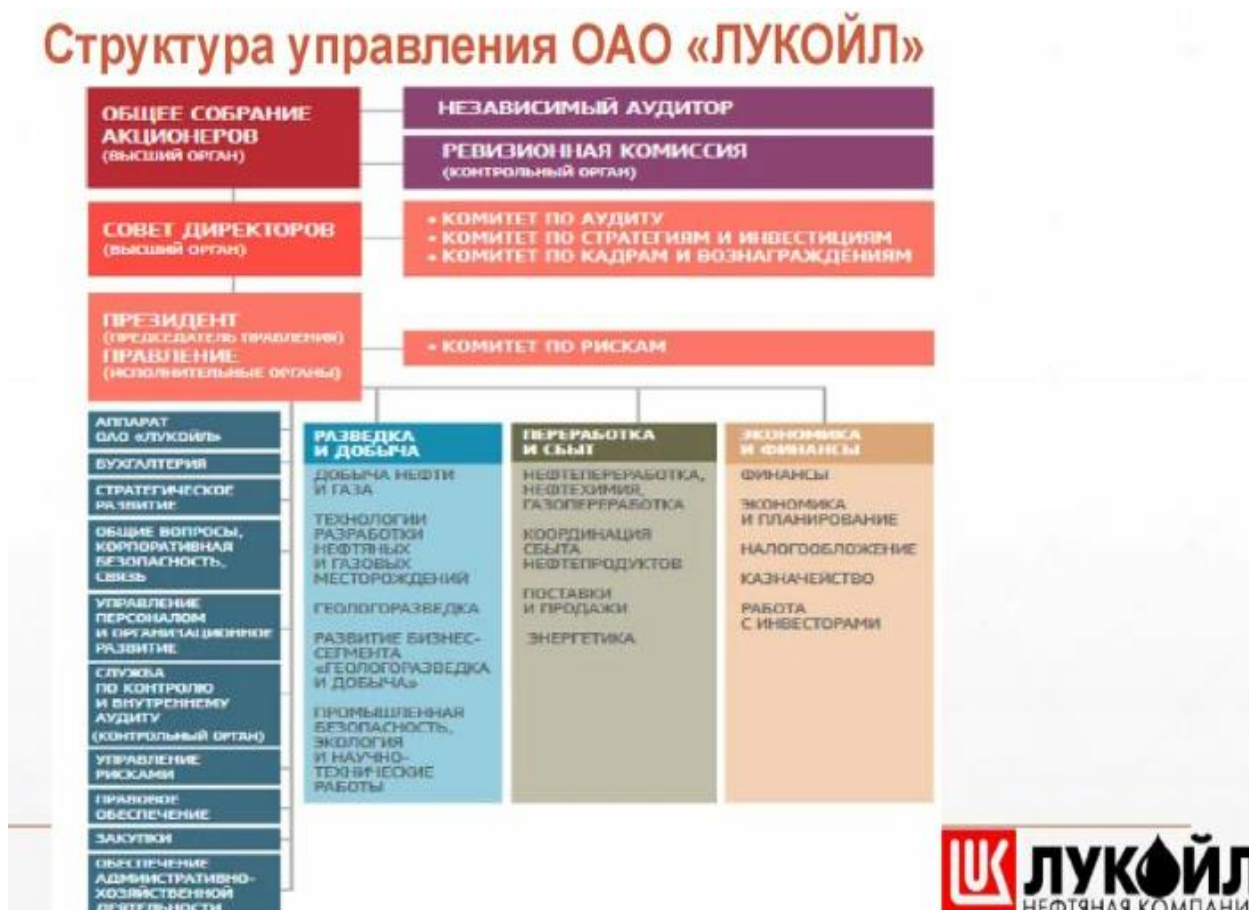 Структура управления ОАО «ЛУКОЙЛ»
ОБЩЕЕ СОБРАНИЕ
АКЦИОНЕРОВ
(ВЫСШИЙ ОРГАН)
НЕЗАВИСИМЫЙ АУДИТОР
РЕВИЗИОННАЯ КОМИССИЯ
(КОНТРОЛЬНЫЙ ОРГАН)
СОВЕТ ДИРЕКТОРОВ
(ВЫСШИЙ ОРГАН)
• КОМИТЕТ ПО АУДИТУ
• КОМИТЕТ ПО СТРАТЕГИЯМ И ИНВЕСТИЦИЯМ
• КОМИТЕТ ПО КАДРАМ И ВОЗНАГРАЖДЕНИЯМ
ПРЕЗИДЕНТ
(ПРЕДСЕДАТЕЛЬ ПРАВЛЕНИЯ)
ПРАВЛЕНИЕ
(ИСПОЛНИТЕЛЬНЫЕ ОРГАНЫ)
• КОМИТЕТ ПО РИСКАМ
АППАРАТ
ОАО «ЛУКОЙЛ»
БУХГАЛТЕРИЯ
СТРАТЕГИЧЕСКОЕ
РАЗВИТИЕ
ОБЩИЕ ВОПРОСЫ,
КОРПОРАТИВНАЯ
БЕЗОПАСНОСТЬ,
СВЯЗЬ
УПРАВЛЕНИЕ
ПЕРСОНАЛОМ
И ОРГАНИЗАЦИОННОЕ
РАЗВИТИЕ
СЛУЖБА
ПО КОНТРОЛЮ
И ВНУТРЕННЕМУ
АУДИТУ
(КОНТРОЛЬНЫЙ ОРГАН)
УПРАВЛЕНИЕ
РИСКАМИ
ПРАВОВОЕ
ОБЕСПЕЧЕНИЕ
ЗАКУПКИ
ОБЕСПЕЧЕНИЕ
АДМИНИСТРАТИВНО-
ХОЗЯЙСТВЕННОЙ
ДЕЯТЕЛЬНОСТИ
РАЗВЕДКА
И ДОБЫЧА
ДОБЫЧА НЕФТИ
И ГАЗА
ТЕХНОЛОГИИ
РАЗРАБОТКИ
НЕФТЯНЫХ
И ГАЗОВЫХ
МЕСТОРОЖДЕНИЙ
ГЕОЛОГОРАЗВЕДКА
РАЗВИТИЕ БИЗНЕС-
СЕГМЕНТА
«ГЕОЛОГОРАЗВЕДКА
И ДОБЫЧА»
ПРОМЫШЛЕННАЯ
БЕЗОПАСНОСТЬ,
ЭКОЛОГИЯ
И НАУЧНО-
ТЕХНИЧЕСКИЕ
РАБОТЫ
ПЕРЕРАБОТКА
И СБЫТ
НЕФТЕПЕРЕРАБОТКА,
НЕФТЕХИМИЯ,
ГАЗОПЕРЕРАБОТКА
КООРДИНАЦИЯ
СБЫТА
НЕФТЕПРОДУКТОВ
ПОСТАВКИ
И ПРОДАЖИ
ЭНЕРГЕТИКА
ЭКОНОМИКА
И ФИНАНСЫ
ФИНАНСЫ
ЭКОНОМИКА
И ПЛАНИРОВАНИЕ
НАЛОГООБЛОЖЕНИЕ
КАЗНАЧЕЙСТВО
РАБОТА
С ИНВЕСТОРАМИ
ЛУКОЙЛ
НЕФТЯНАЯ КОМПАНИ